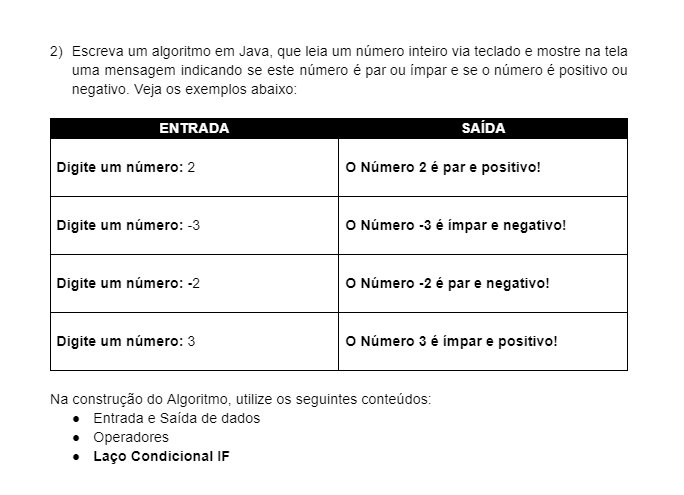 2) Escreva um algoritmo em Java, que leia um número inteiro via teclado e mostre na tela
uma mensagem indicando se este número é par ou ímpar e se o número é positivo ou
negativo. Veja os exemplos abaixo:
ENTRADA SAÍDA
Digite um número: 2 O Número 2 é par e positivo!
Digite um número: -3 O Número -3 é ímpar e negativo!
Digite um número: -2 O Número -2 é par e negativo!
Digite um número: 3 O Número 3 é ímpar e positivo!
Na construção do Algoritmo, utilize os seguintes conteúdos:
● Entrada e Saída de dados
● Operadores
● Laço Condicional IF